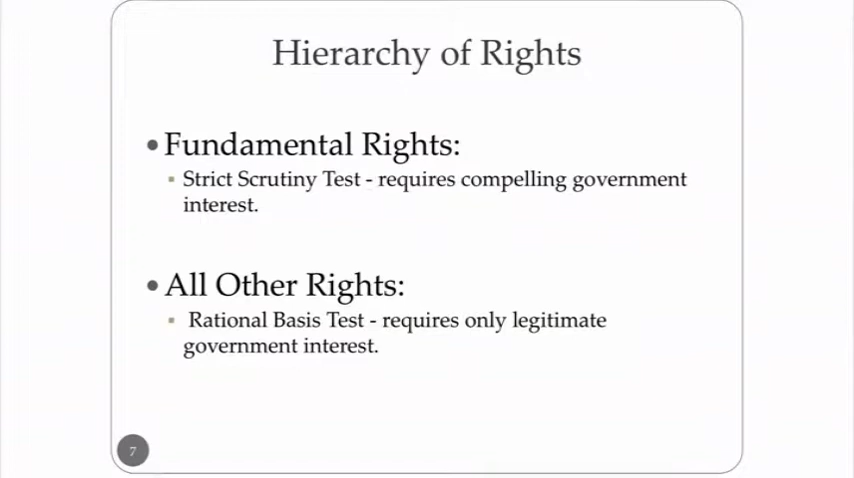 Hierarchy of Rights
•Fundamental Rights:
▪ Strict Scrutiny Test - requires compelling government
interest.
•All Other Rights:
▪ Rational Basis Test - requires only legitimate
government interest.
7